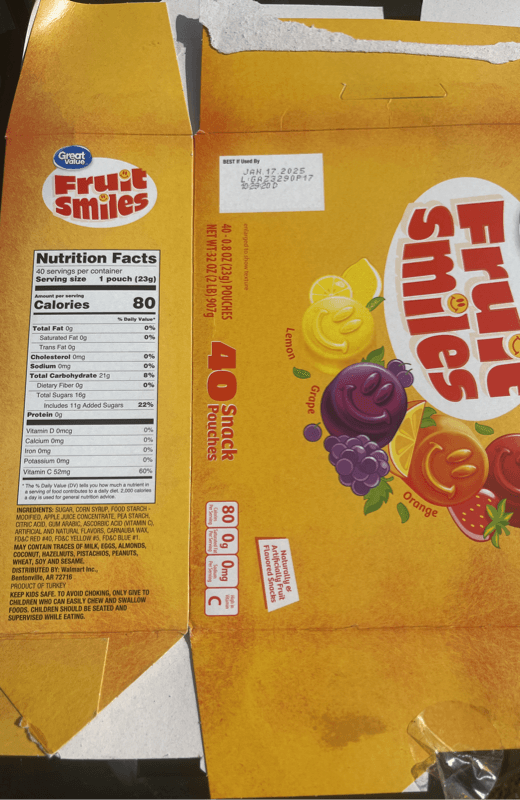 Great Value
Fruit
Smiles
Nutrition Facts
40 servings per container
Serving size 1 pouch (23g)
Amount per serving
Calories 80
% Daily Value*
Total Fat 0g 0%
Saturated Fat 0g 0%
Trans Fat 0g
Cholesterol 0mg 0%
Sodium 0mg 0%
Total Carbohydrate 21g 8%
Dietary Fiber 0g 0%
Total Sugars 16g
Includes 11g Added Sugars 22%
Protein 0g
Vitamin D 0mcg 0%
Calcium 0mg 0%
Iron 0mg 0%
Potassium 0mg 0%
Vitamin C 52mg 60%
* The % Daily Value (DV) tells you how much a nutrient in
a serving of food contributes to a daily diet. 2,000 calories
a day is used for general nutrition advice.
INGREDIENTS: SUGAR, CORN SYRUP, FOOD STARCH -
MODIFIED, APPLE JUICE CONCENTRATE, PEA STARCH,
CITRIC ACID, GUM ARABIC, ASCORBIC ACID (VITAMIN C),
ARTIFICIAL AND NATURAL FLAVORS, CARNAUBA WAX,
FD&C RED #40, FD&C YELLOW #5, FD&C BLUE #1.
MAY CONTAIN TRACES OF MILK, EGGS, ALMONDS,
COCONUT, HAZELNUTS, PISTACHIOS, PEANUTS,
WHEAT, SOY AND SESAME.
DISTRIBUTED BY: Walmart Inc.,
Bentonville, AR 72716
PRODUCT OF TURKEY
KEEP KIDS SAFE. TO AVOID CHOKING, ONLY GIVE TO
CHILDREN WHO CAN EASILY CHEW AND SWALLOW
FOODS. CHILDREN SHOULD BE SEATED AND
SUPERVISED WHILE EATING.
BEST If Used By
JAN.17.2025
enlarged to show texture
40 - 0.8 OZ (23g) POUCHES
NET WT 32 OZ (2 LB) 907g
40 Snack
Pouches
Fruit
Smiles
Lemon
Grape
Orange
80
0g
0mg
C
Naturally &
Artificially Fruit
Flavored Snacks